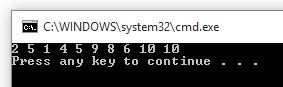 C:\WINDOWS\system32\cmd.exe
2 5 1 4 5 9 8 6 10 10
Press any key to continue . . .